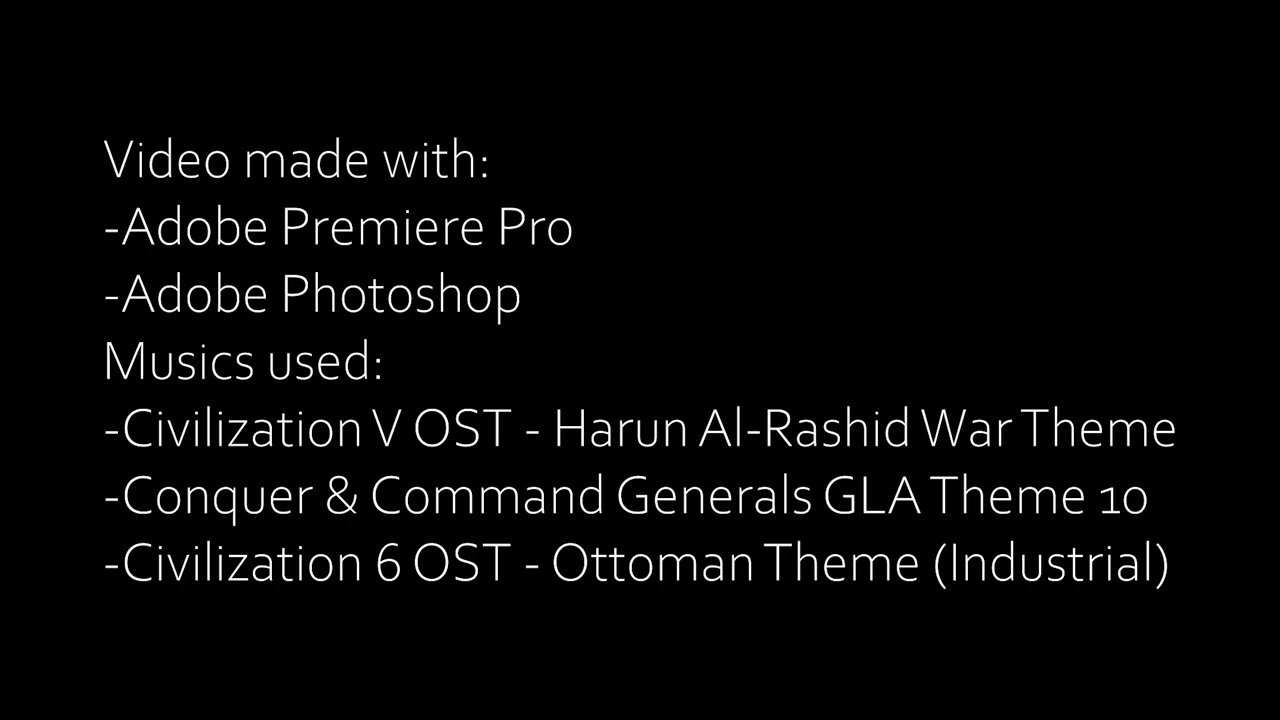 Video made with:
-Adobe Premiere Pro
-Adobe Photoshop
Musics used:
-Civilization V OST - Harun Al-Rashid War Theme
-Conquer & Command Generals GLA Theme 10
-Civilization 6 OST - Ottoman Theme (Industrial)